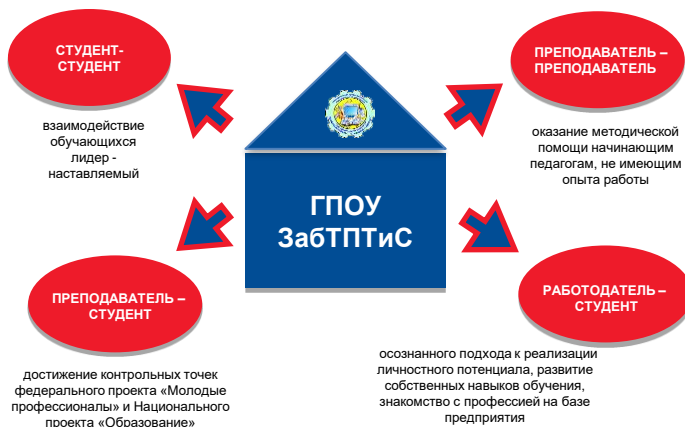 СТУДЕНТ-
СТУДЕНТ
взаимодействие
обучающихся
лидер -
наставляемый
ПРЕПОДАВАТЕЛЬ –
ПРЕПОДАВАТЕЛЬ
оказание методической
помощи начинающим
педагогам, не имеющим
опыта работы
ГПОУ
ЗабТПТиС
ПРЕПОДАВАТЕЛЬ –
СТУДЕНТ
достижение контрольных точек
федерального проекта «Молодые
профессионалы» и Национального
проекта «Образование»
РАБОТОДАТЕЛЬ –
СТУДЕНТ
осознанного подхода к реализации
личностного потенциала, развитие
собственных навыков обучения,
знакомство с профессией на базе
предприятия